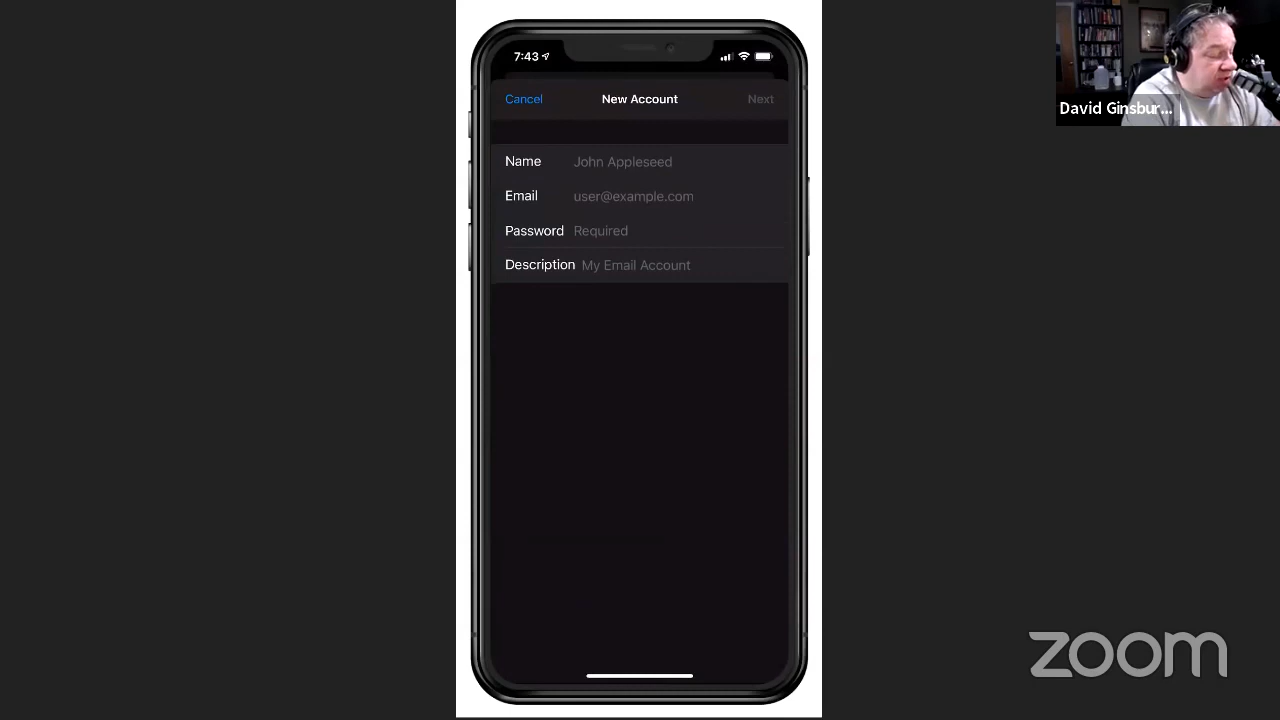 7:43
Cancel New Account Next
Name John Appleseed
Email user@example.com
Password Required
Description My Email Account
David Ginsbur...
zoom